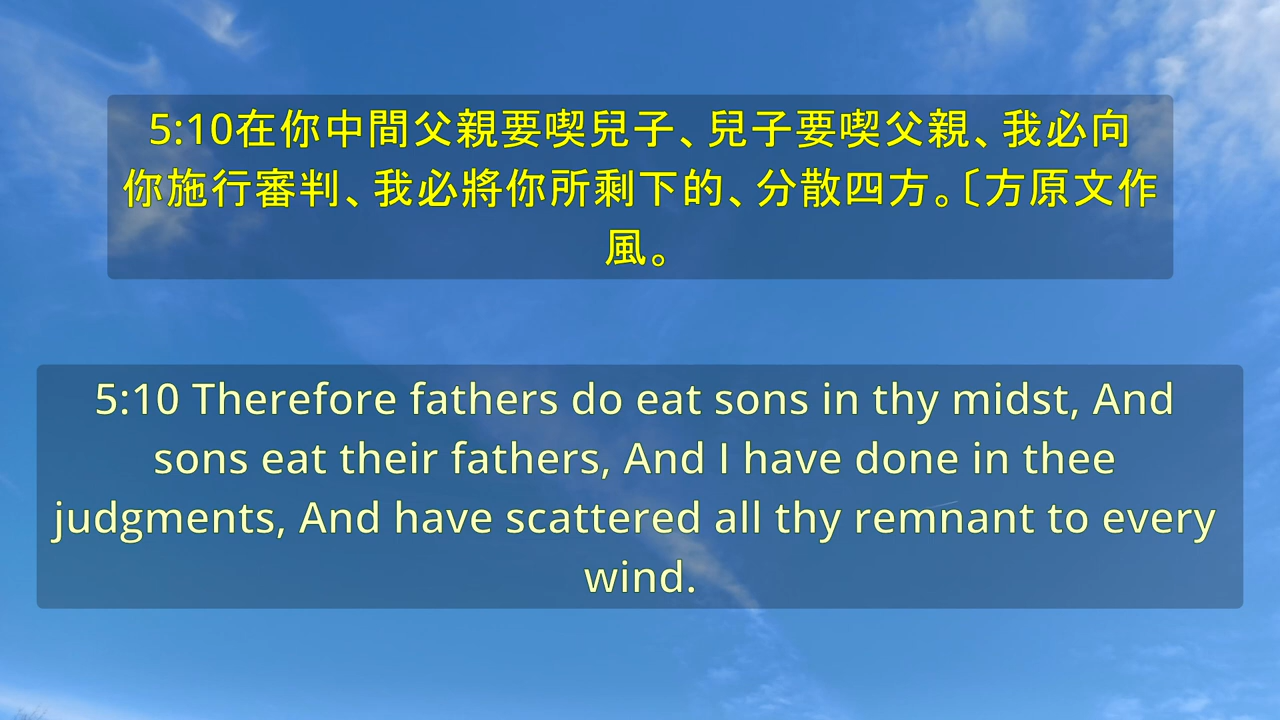 5:10在你中間父親要喫兒子、兒子要喫父親、我必向
你施行審判、我必將你所剩下的、分散四方。〔方原文作
風。
5:10 Therefore fathers do eat sons in thy midst, And
sons eat their fathers, And I have done in thee
judgments, And have scattered all thy remnant to every
wind.